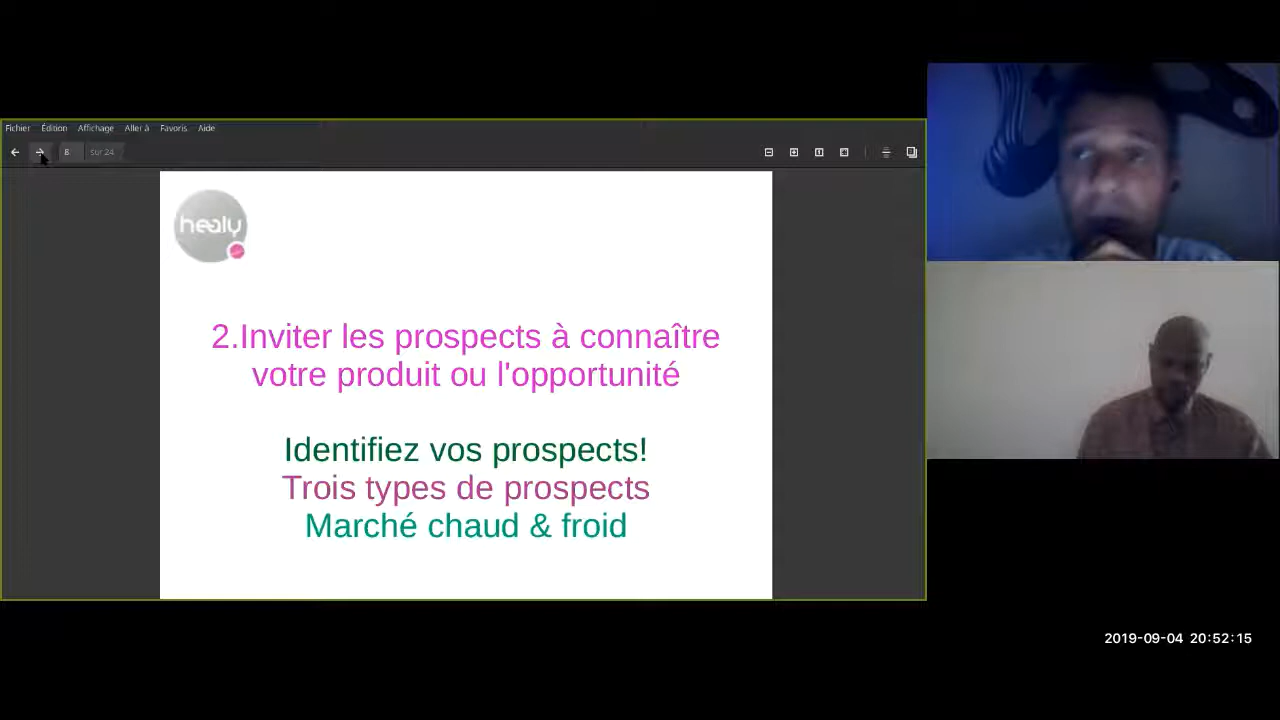 Fichier Édition Affichage Aller à Favoris Aide
8 sur 24
healy
2.Inviter les prospects à connaître
votre produit ou l'opportunité
Identifiez vos prospects!
Trois types de prospects
Marché chaud & froid
2019-09-04 20:52:15